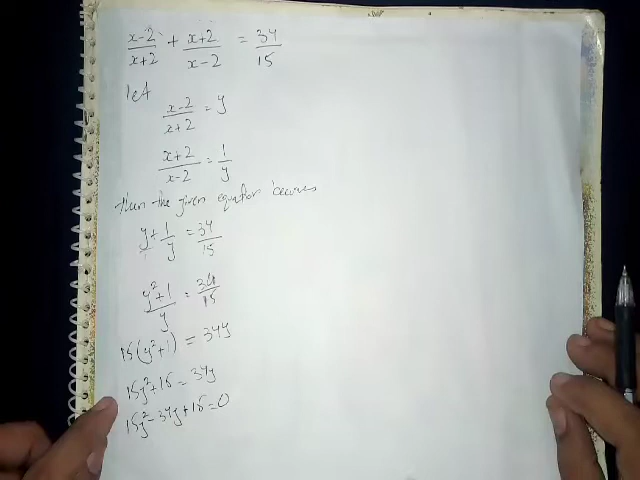 x-2/x+2 + x+2/x-2 = 34/15
let
x-2/x+2 = y
x+2/x-2 = 1/y
then the given equation becomes
y + 1/y = 34/15
y²+1/y = 34/15
15(y²+1) = 34y
15y²+15 = 34y
15y²-34y+15=0